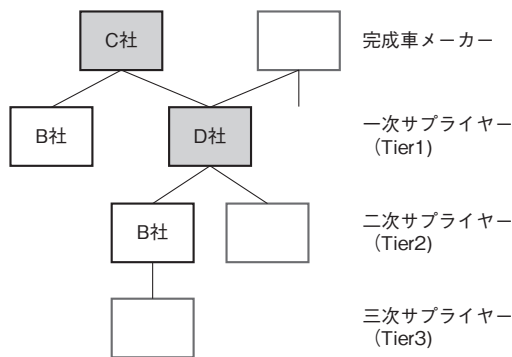 C社
完成車メーカー
B社
D社
一次サプライヤー
（Tier1)
B社
二次サプライヤー
（Tier2)
三次サプライヤー
（Tier3)